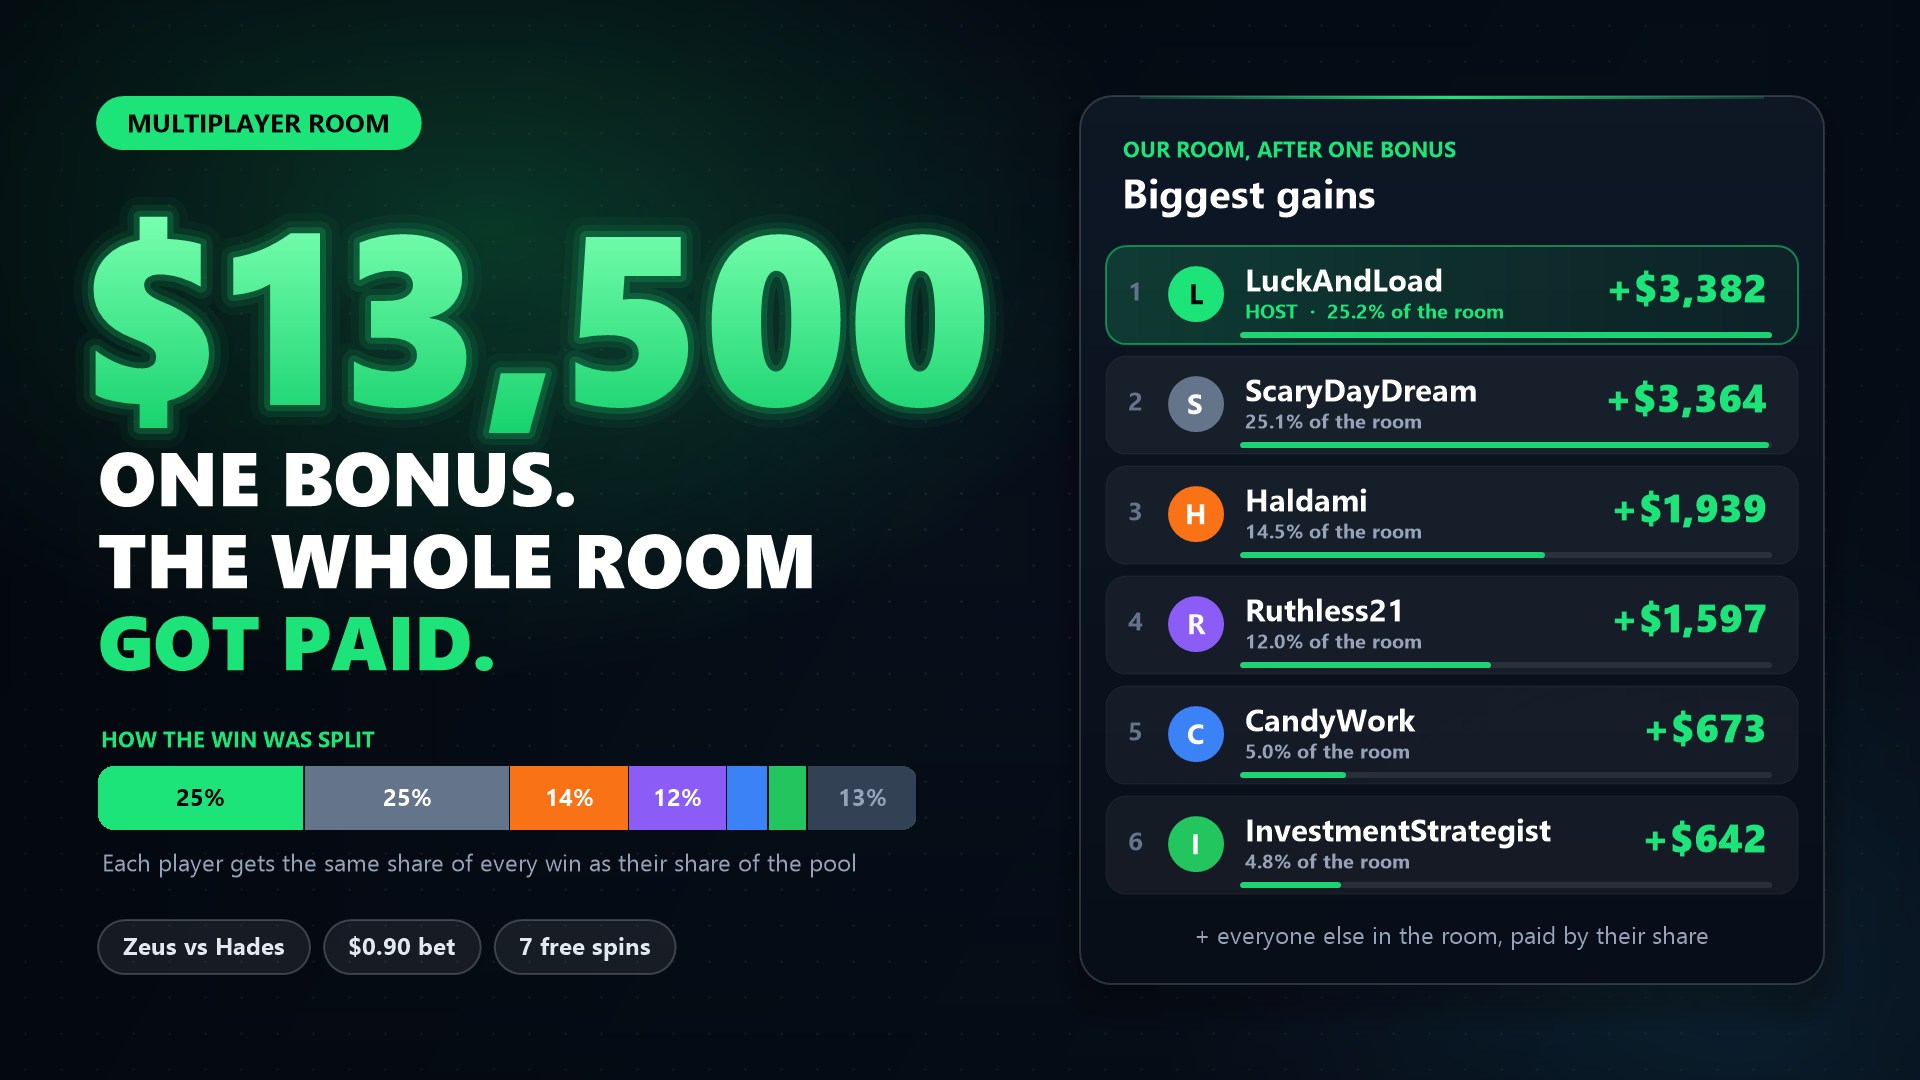 MULTIPLAYER ROOM
$13,500
ONE BONUS.
THE WHOLE ROOM
GOT PAID.
HOW THE WIN WAS SPLIT
25%
25%
14%
12%
13%
Each player gets the same share of every win as their share of the pool
Zeus vs Hades
$0.90 bet
7 free spins
OUR ROOM, AFTER ONE BONUS
Biggest gains
1
L
LuckAndLoad
HOST · 25.2% of the room
+$3,382
2
S
ScaryDayDream
25.1% of the room
+$3,364
3
H
Haldami
14.5% of the room
+$1,939
4
R
Ruthless21
12.0% of the room
+$1,597
5
C
CandyWork
5.0% of the room
+$673
6
I
InvestmentStrategist
4.8% of the room
+$642
+ everyone else in the room, paid by their share